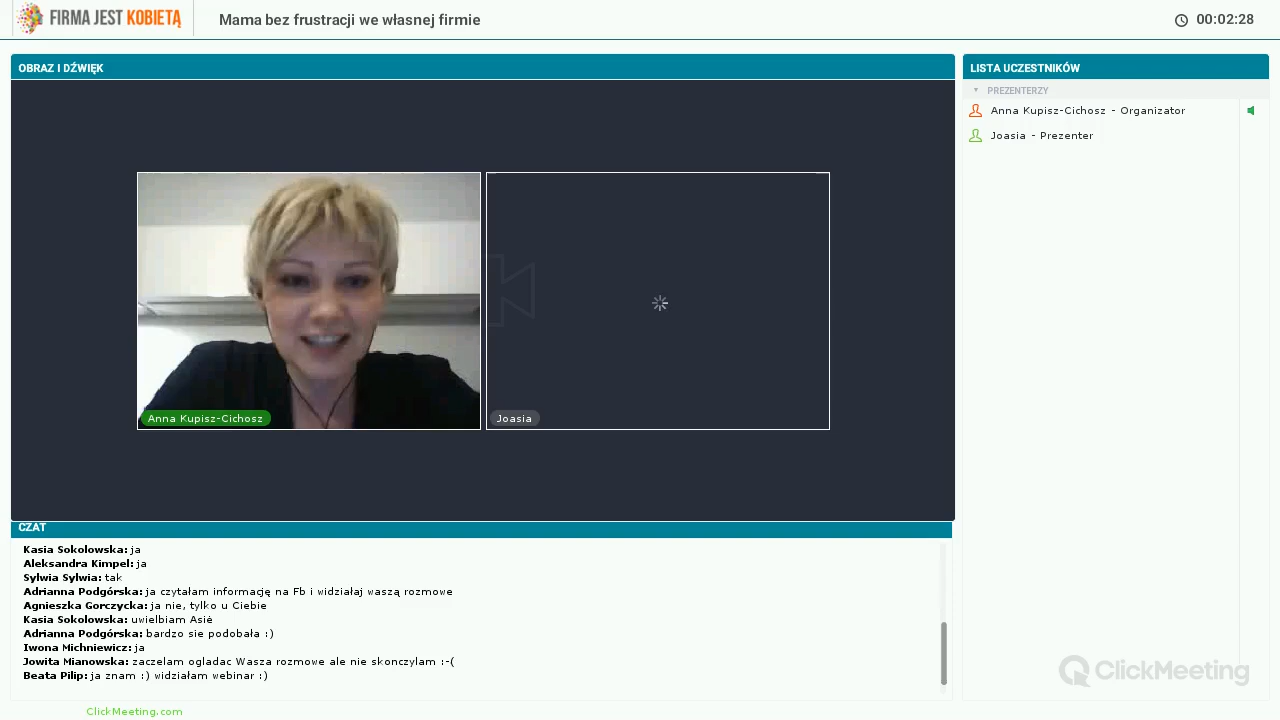 FIRMA JEST KOBIETĄ
Mama bez frustracji we własnej firmie
00:02:28
OBRAZ I DŹWIĘK
LISTA UCZESTNIKÓW
PREZENTERZY
Anna Kupisz-Cichosz - Organizator
Joasia - Prezenter
Anna Kupisz-Cichosz
Joasia
CZAT
Kasia Sokolowska: ja
Aleksandra Kimpel: ja
Sylwia Sylwia: tak
Adrianna Podgórska: ja czytałam informację na Fb i widziałaj waszą rozmowe
Agnieszka Gorczycka: ja nie, tylko u Ciebie
Kasia Sokolowska: uwielbiam Asiė
Adrianna Podgórska: bardzo sie podobała :)
Iwona Michniewicz: ja
Jowita Mianowska: zaczelam ogladac Wasza rozmowe ale nie skonczylam :-(
Beata Pilip: ja znam :) widziałam webinar :)
ClickMeeting
ClickMeeting.com